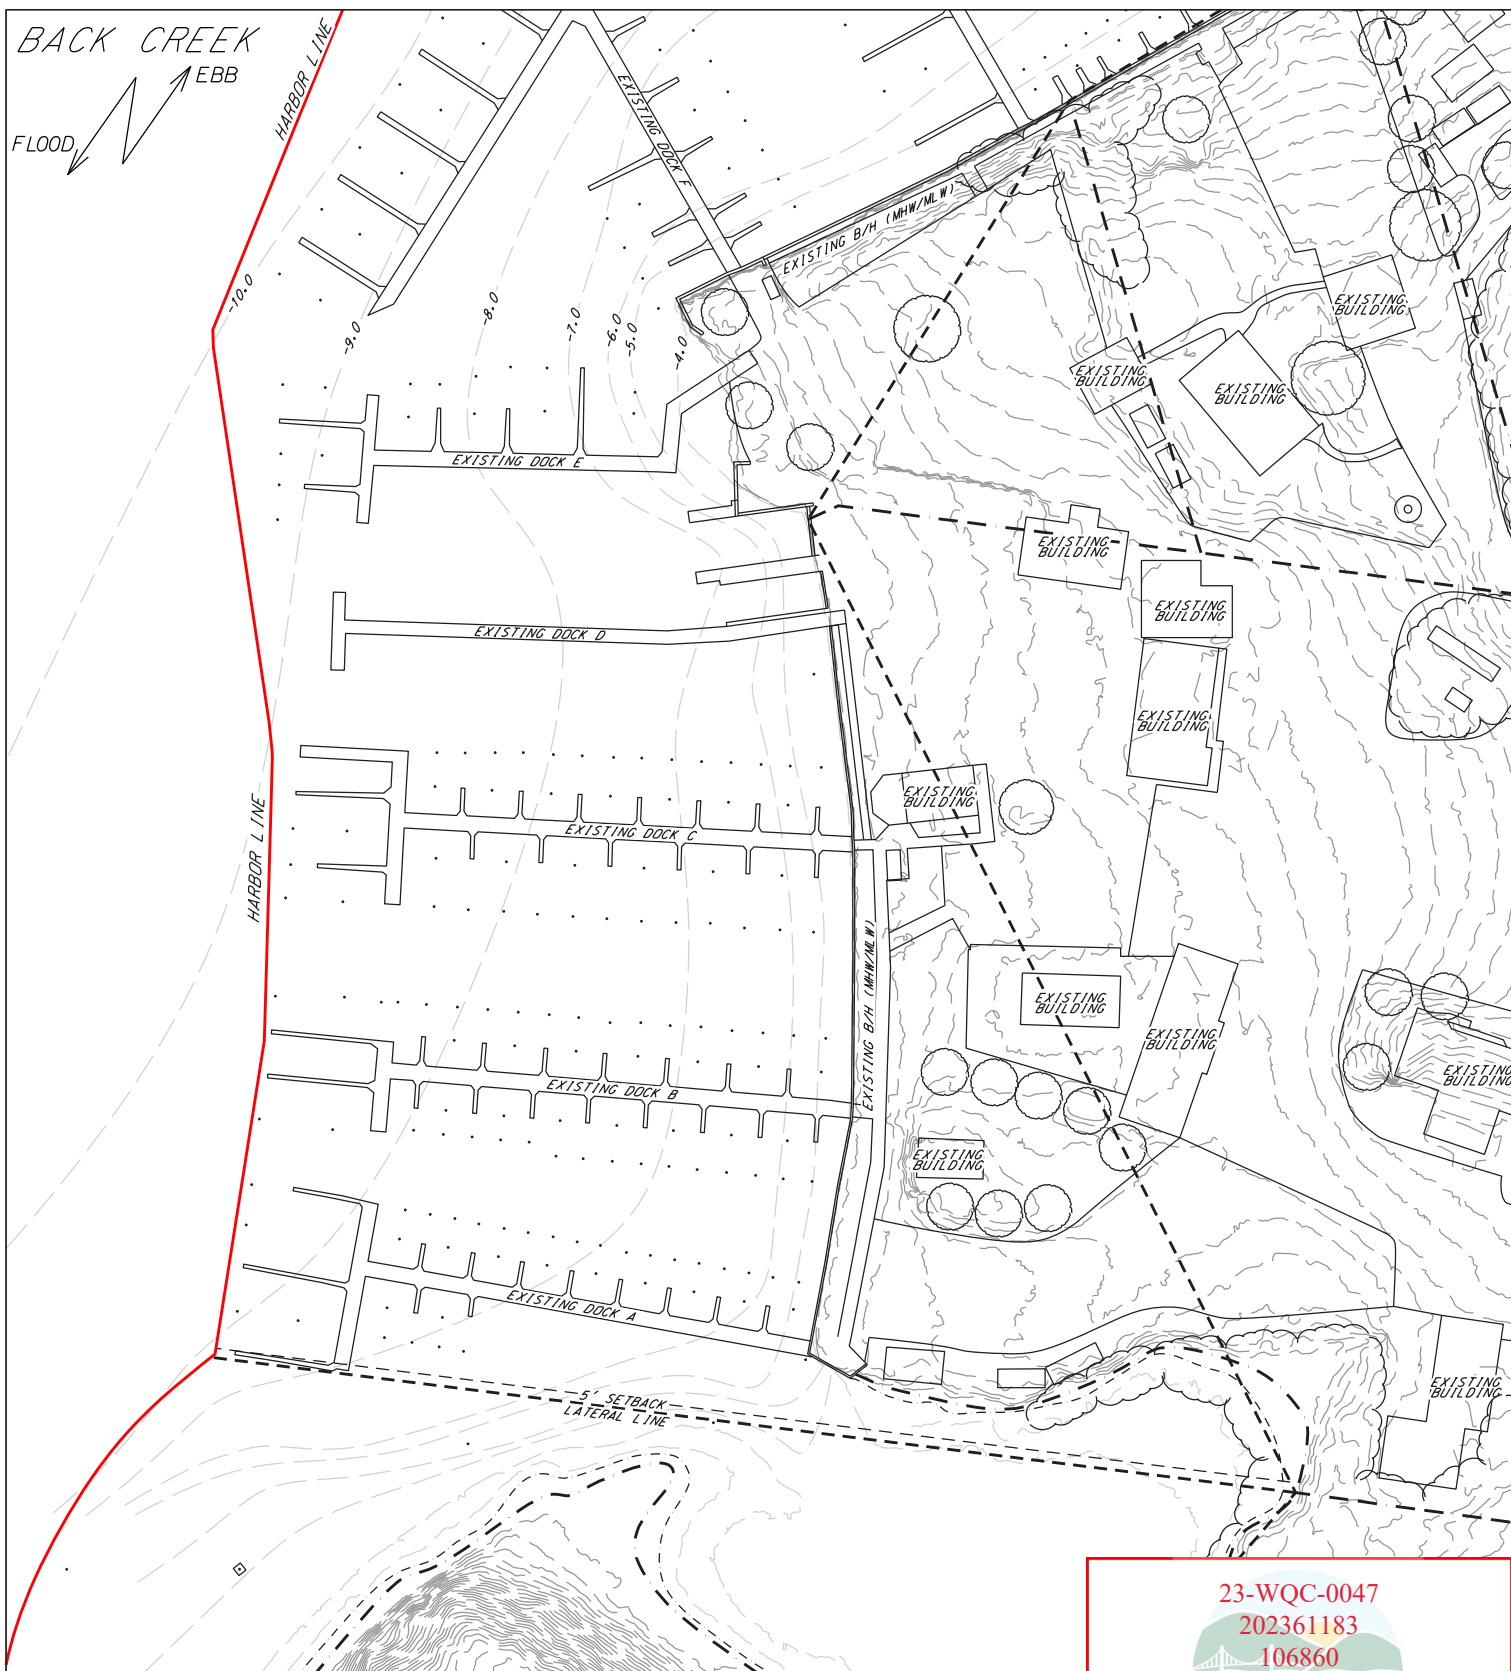 BACK CREEK
EBB
FLOOD
HARBOR LINE
EXISTING DOCK F
EXISTING B/H (MHW/MLW)
-10.0
-9.0
-8.0
-7.0
-6.0
-5.0
-4.0
EXISTING
BUILDING
EXISTING
BUILDING
EXISTING
BUILDING
EXISTING DOCK E
EXISTING
BUILDING
EXISTING
BUILDING
EXISTING DOCK D
EXISTING
BUILDING
EXISTING
BUILDING
HARBOR LINE
EXISTING DOCK C
EXISTING B/H (MHW/MLW)
EXISTING
BUILDING
EXISTING
BUILDING
EXISTING
BUILDING
EXISTING DOCK B
EXISTING
BUILDING
EXISTING DOCK A
EXISTING
BUILDING
5' SETBACK
LATERAL LINE
23-WQC-0047
202361183
106860